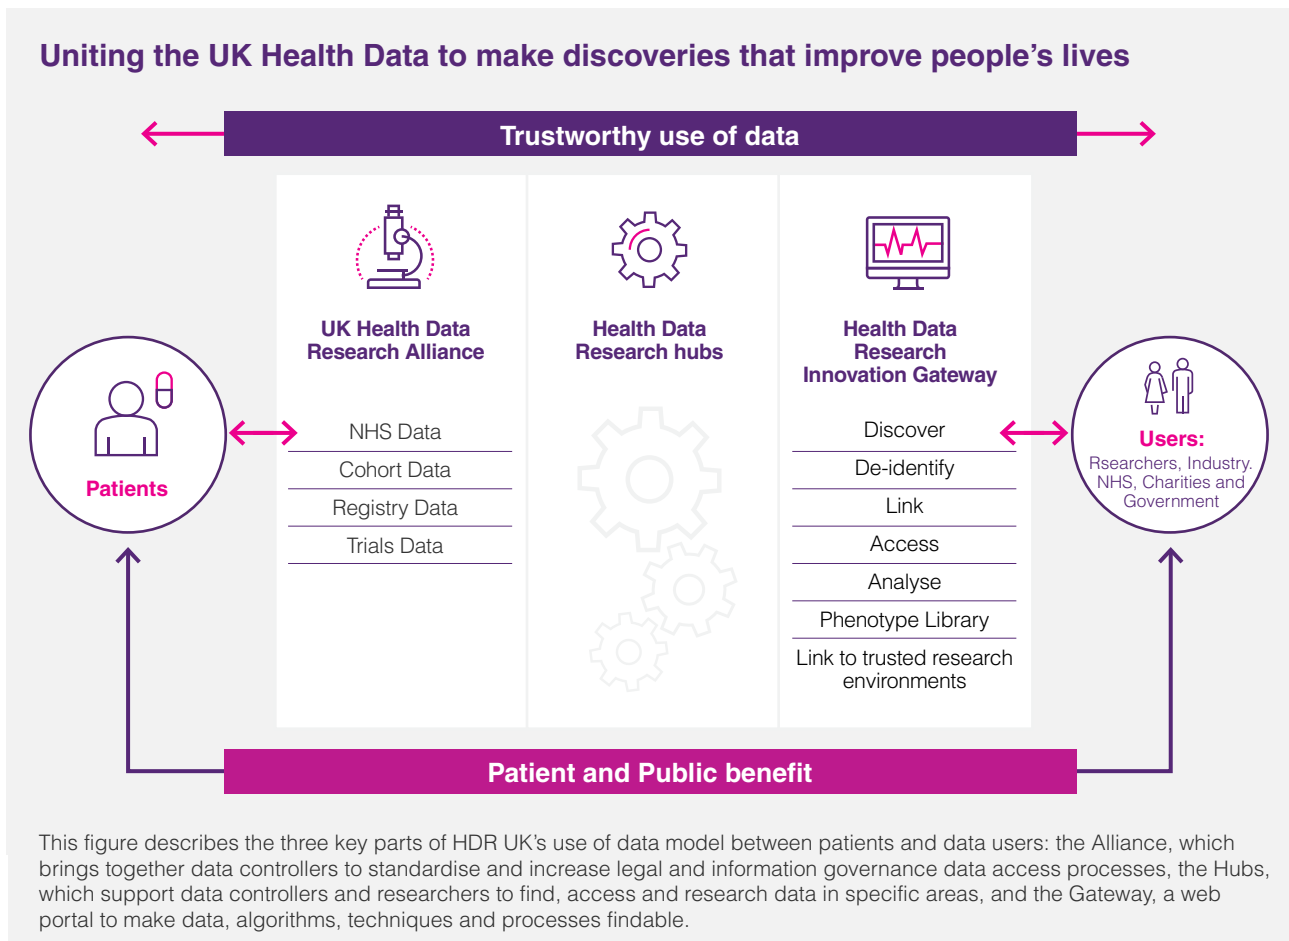 Uniting the UK Health Data to make discoveries that improve people’s lives
Trustworthy use of data
UK Health Data
Research Alliance
NHS Data
Cohort Data
Registry Data
Trials Data
Health Data
Research hubs
Health Data
Research
Innovation Gateway
Discover
De-identify
Link
Access
Analyse
Phenotype Library
Link to trusted research
environments
Patients
Users:
Rsearchers, Industry.
NHS, Charities and
Government
Patient and Public benefit
This figure describes the three key parts of HDR UK’s use of data model between patients and data users: the Alliance, which
brings together data controllers to standardise and increase legal and information governance data access processes, the Hubs,
which support data controllers and researchers to find, access and research data in specific areas, and the Gateway, a web
portal to make data, algorithms, techniques and processes findable.